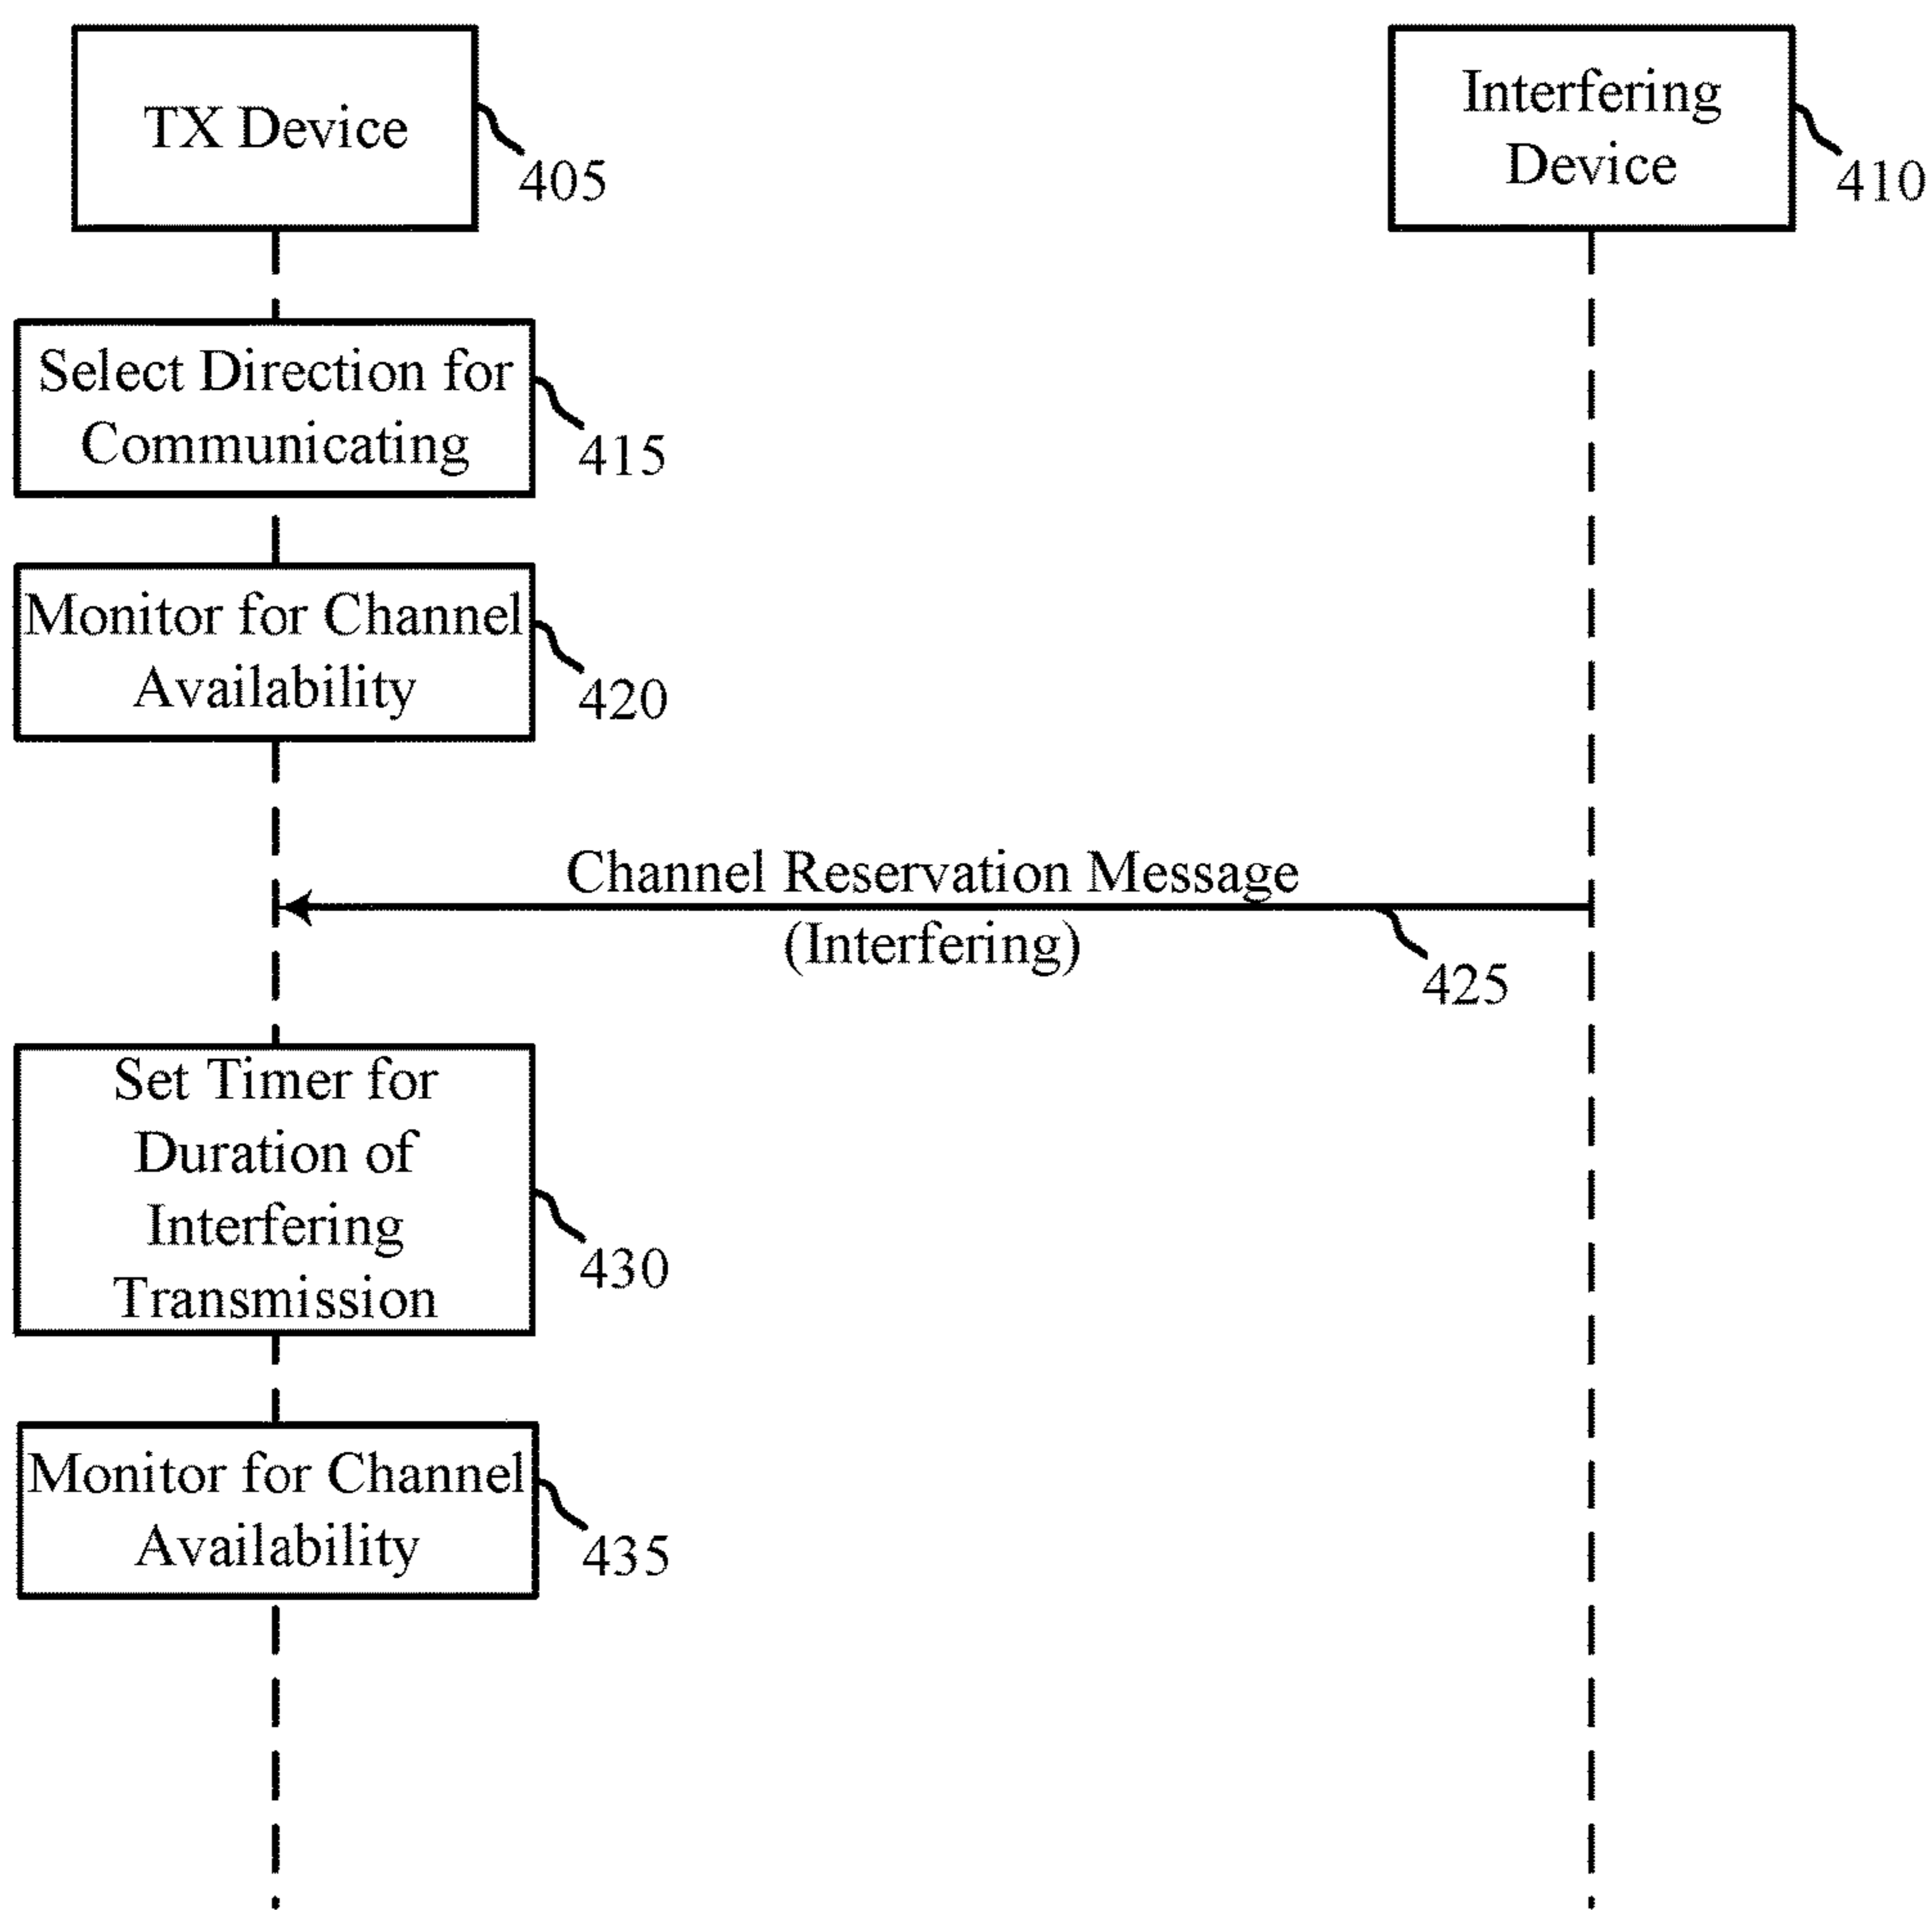 TX Device
405
Interfering
Device
410
Select Direction for
Communicating
415
Monitor for Channel
Availability
420
Channel Reservation Message
(Interfering)
425
Set Timer for
Duration of
Interfering
Transmission
430
Monitor for Channel
Availability
435